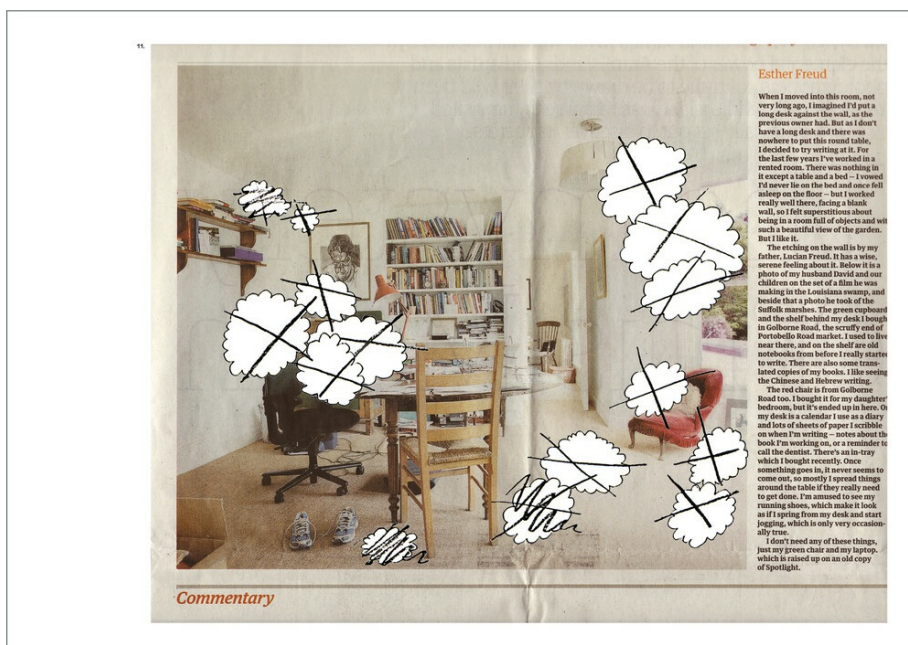 11.
Esther Freud
When I moved into this room, not
very long ago, I imagined I'd put a
long desk against the wall, as the
previous owner had. But as I don't
have a long desk and there was
nowhere to put this round table,
I decided to try writing at it. For
the last few years I've worked in a
rented room. There was nothing in
it except a table and a bed – I vowed
I'd never lie on the bed and once fell
asleep on the floor – but I worked
really well there, facing a blank
wall, so I felt superstitious about
being in a room full of objects and wit
such a beautiful view of the garden.
But I like it.
The etching on the wall is by my
father, Lucian Freud. It has a wise,
serene feeling about it. Below it is a
photo of my husband David and our
children on the set of a film he was
making in the Louisiana swamp, and
beside that a photo he took of the
Suffolk marshes. The green cupboard
and the shelf behind my desk I bough
in Golborne Road, the scruffy end of
Portobello Road market. I used to live
near there, and on the shelf are old
notebooks from before I really starte
to write. There are also some trans-
lated copies of my books. I like seeing
the Chinese and Hebrew writing.
The red chair is from Golborne
Road too. I bought it for my daughter'
bedroom, but it's ended up in here. On
my desk is a calendar I use as a diary
and lots of sheets of paper I scribble
on when I'm writing – notes about the
book I'm working on, or a reminder to
call the dentist. There's an in-tray
which I bought recently. Once
something goes in, it never seems to
come out, so mostly I spread things
around the table if they really need
to get done. I'm amused to see my
running shoes, which make it look
as if I spring from my desk and start
jogging, which is only very occasion-
ally true.
I don't need any of these things,
just my green chair and my laptop.
which is raised up on an old copy
of Spotlight.
Commentary